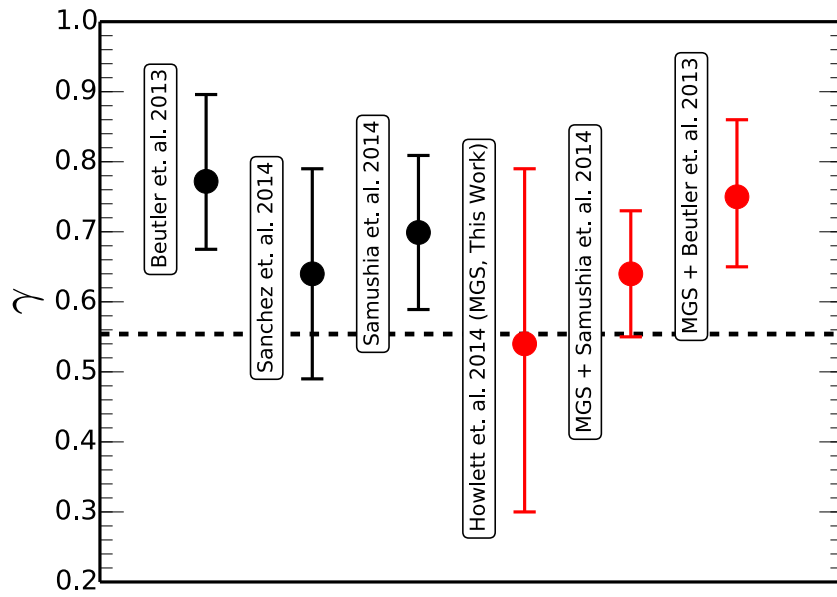 1.0
0.9
0.8
0.7
0.6
0.5
0.4
0.3
0.2
γ
Beutler et. al. 2013
Sanchez et. al. 2014
Samushia et. al. 2014
Howlett et. al. 2014 (MGS, This Work)
MGS + Samushia et. al. 2014
MGS + Beutler et. al. 2013